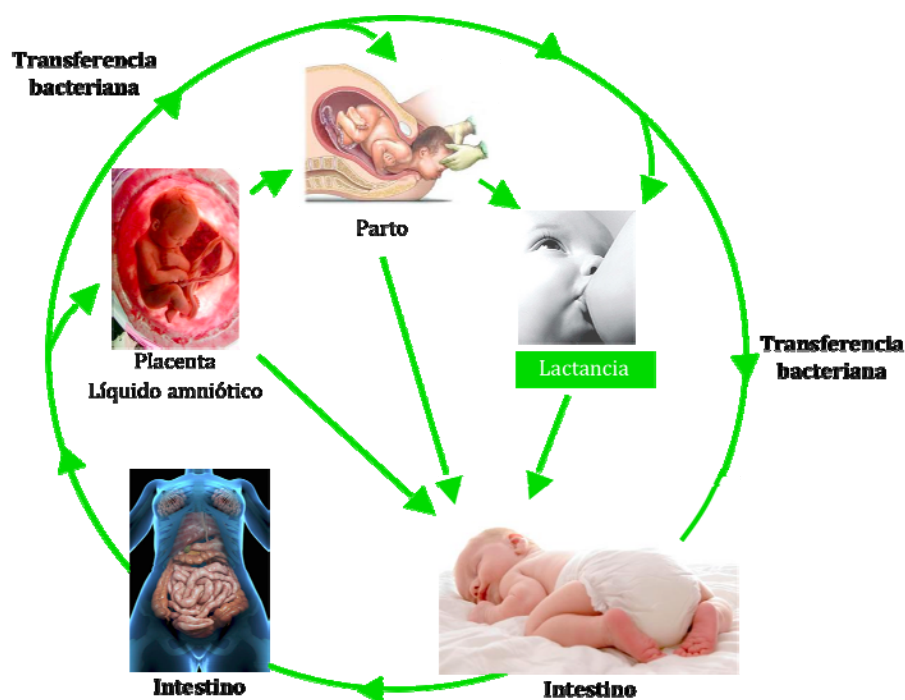 Transferencia
bacteriana
Parto
Placenta
Líquido amniótico
Lactancia
Transferencia
bacteriana
Intestino
Intestino